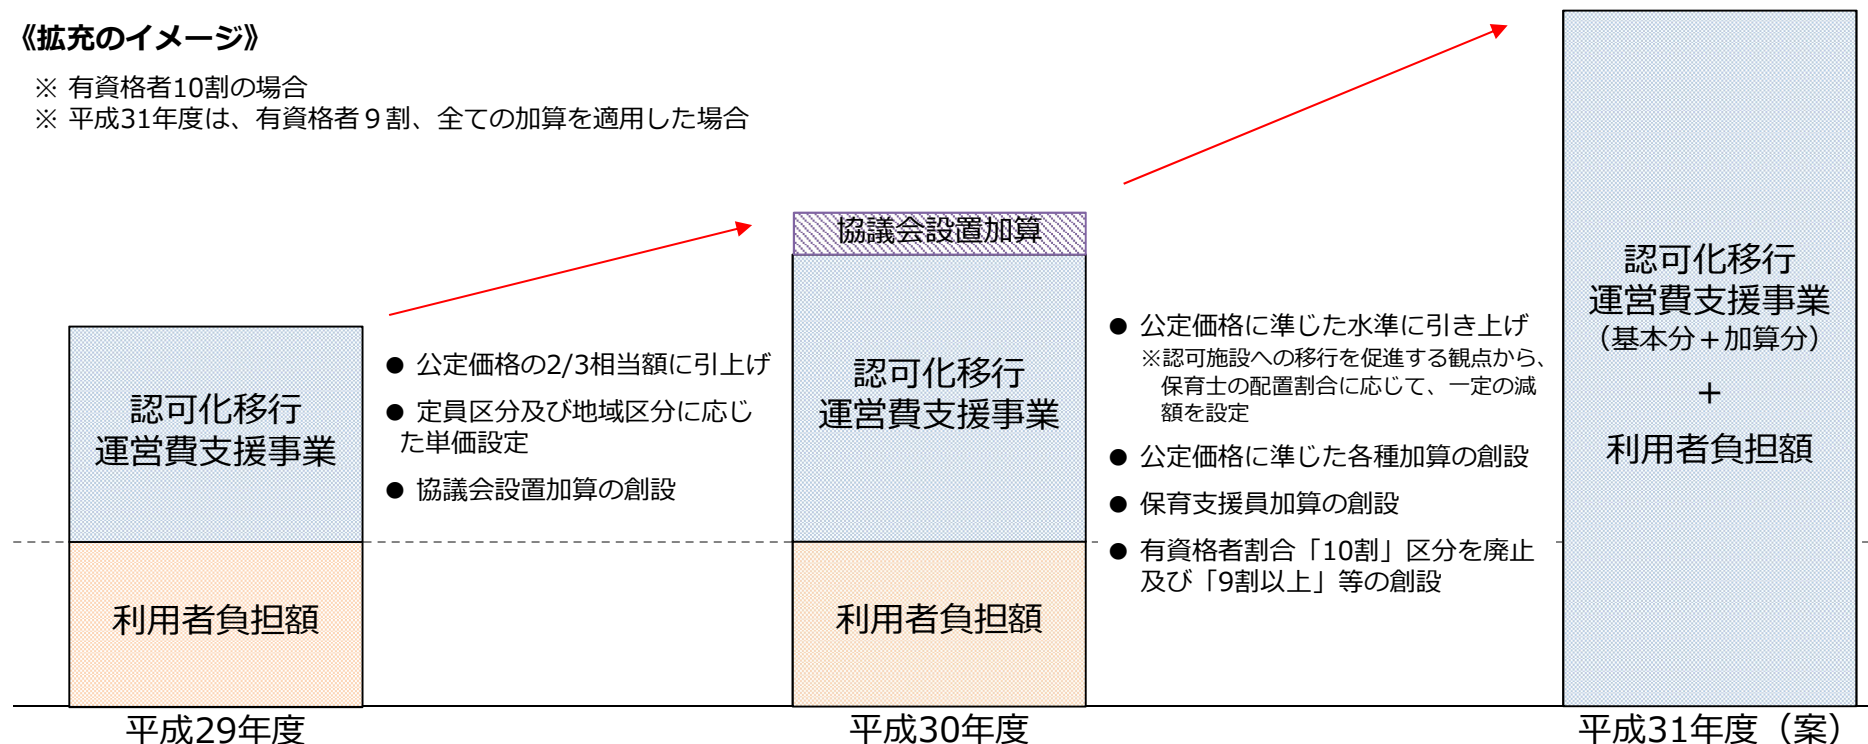 《拡充のイメージ》
※ 有資格者10割の場合
※ 平成31年度は、有資格者９割、全ての加算を適用した場合
認可化移行
運営費支援事業
利用者負担額
平成29年度
● 公定価格の2/3相当額に引上げ
● 定員区分及び地域区分に応じ
た単価設定
● 協議会設置加算の創設
協議会設置加算
認可化移行
運営費支援事業
利用者負担額
平成30年度
● 公定価格に準じた水準に引き上げ
※認可施設への移行を促進する観点から、
保育士の配置割合に応じて、一定の減
額を設定
● 公定価格に準じた各種加算の創設
● 保育支援員加算の創設
● 有資格者割合「10割」区分を廃止
及び「9割以上」等の創設
認可化移行
運営費支援事業
（基本分＋加算分）
＋
利用者負担額
平成31年度（案）